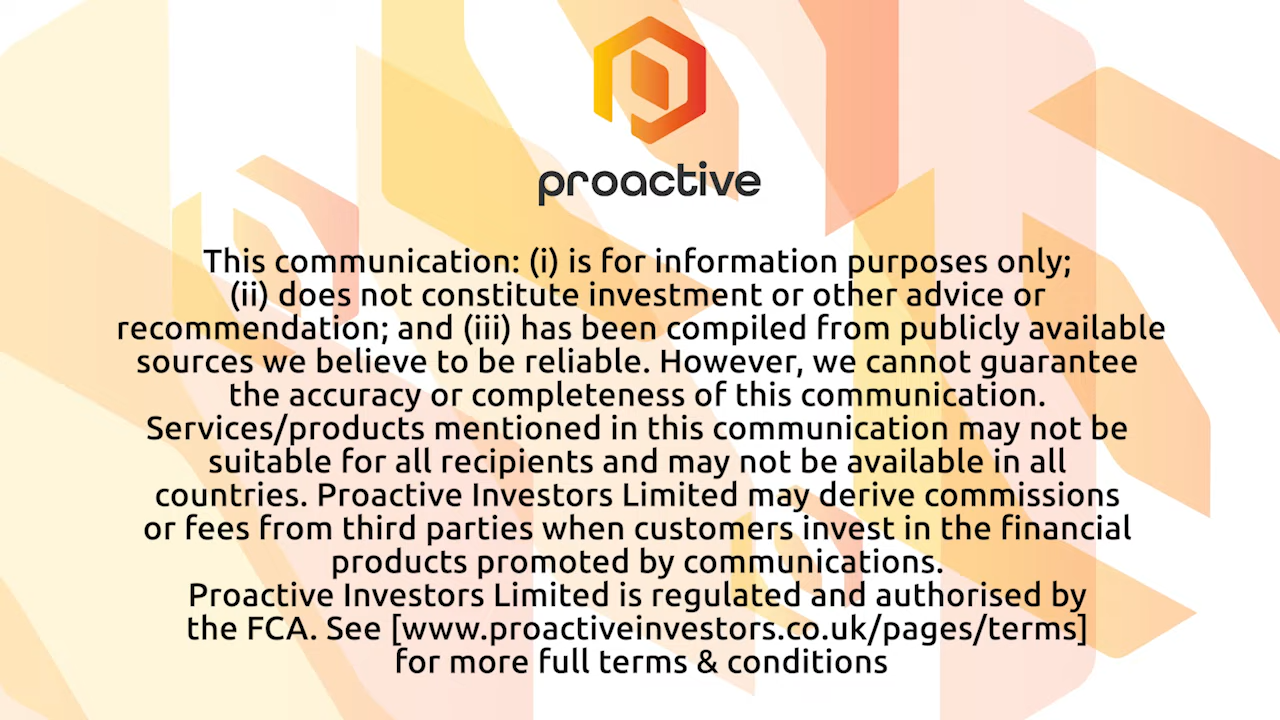 proactive
This communication: (i) is for information purposes only;
(ii) does not constitute investment or other advice or
recommendation; and (iii) has been compiled from publicly available
sources we believe to be reliable. However, we cannot guarantee
the accuracy or completeness of this communication.
Services/products mentioned in this communication may not be
suitable for all recipients and may not be available in all
countries. Proactive Investors Limited may derive commissions
or fees from third parties when customers invest in the financial
products promoted by communications.
Proactive Investors Limited is regulated and authorised by
the FCA. See [www.proactiveinvestors.co.uk/pages/terms]
for more full terms & conditions